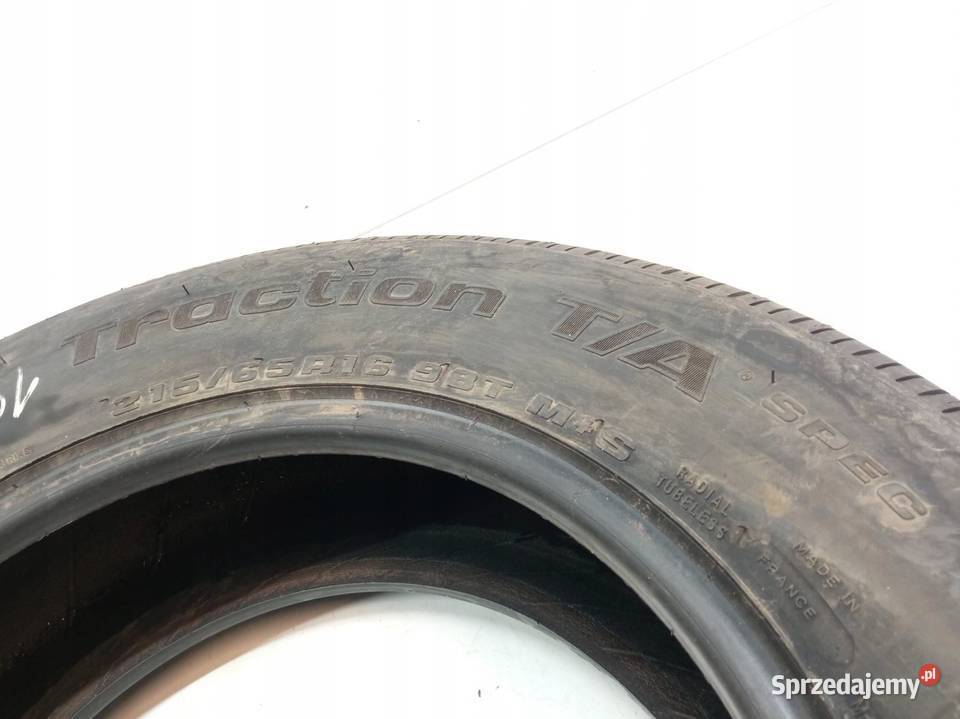 Traction T/A® SPEC
215/65R16 98T M+S
RADIAL
TUBELESS
MADE IN
FRANCE
Sprzedajemy.pl